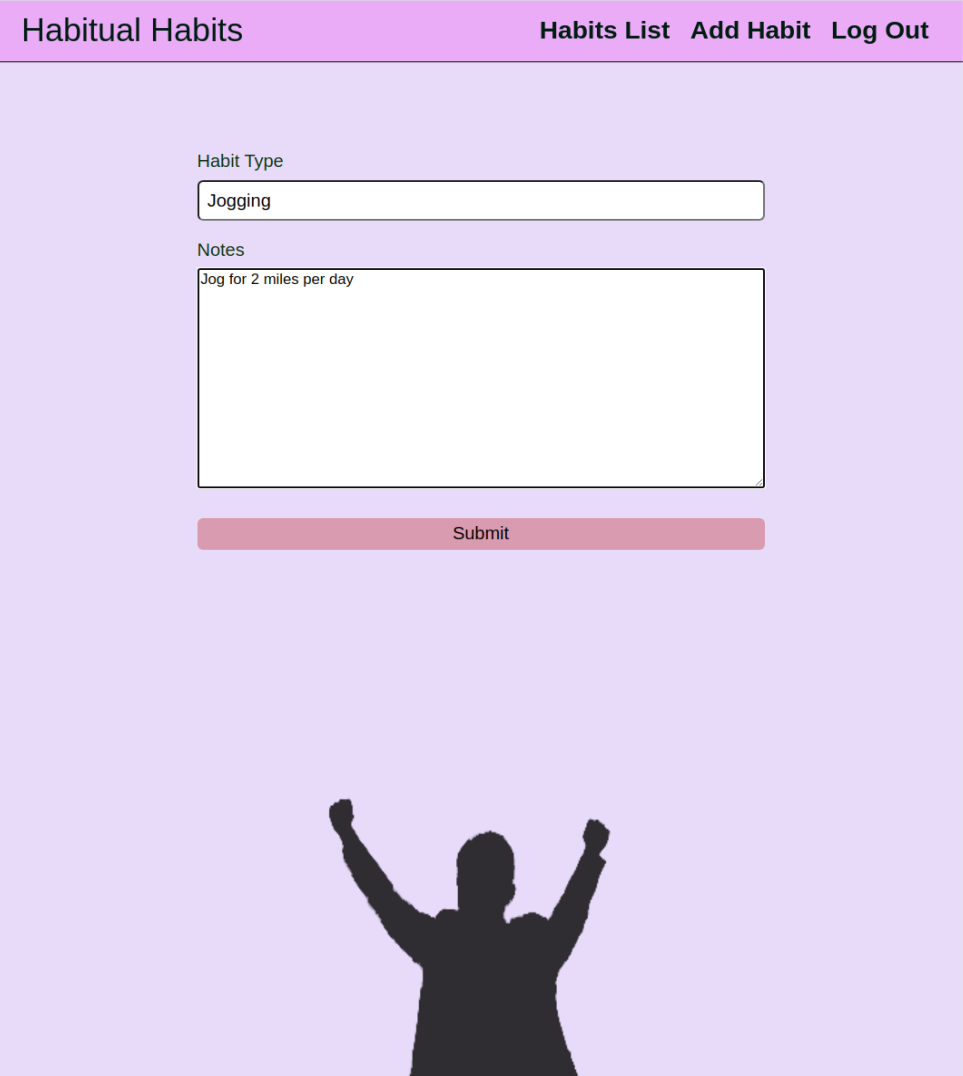 Habitual Habits Habits List Add Habit Log Out
Habit Type
Jogging
Notes
Jog for 2 miles per day
Submit